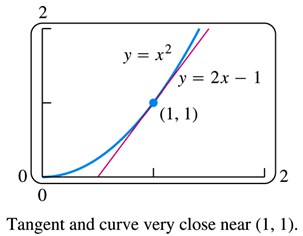 2
y = x²
y = 2x − 1
(1, 1)
0
2
0
Tangent and curve very close near (1, 1).